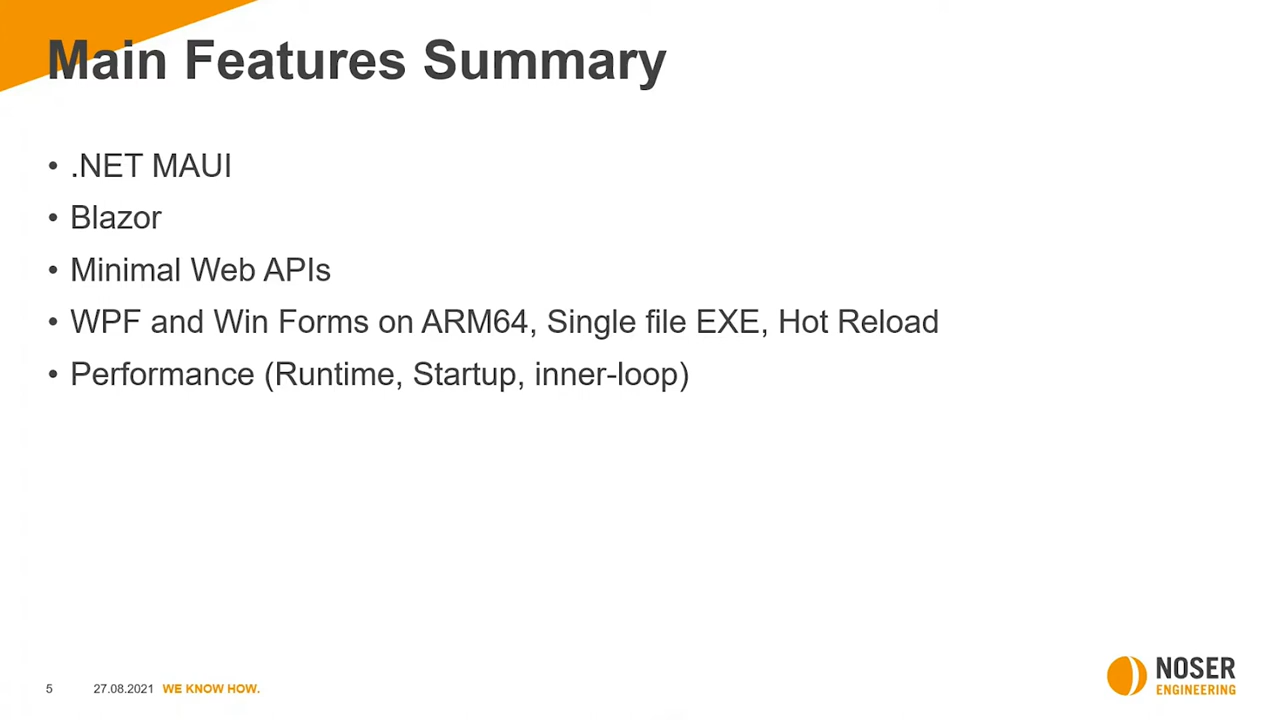 Main Features Summary
• .NET MAUI
• Blazor
• Minimal Web APIs
• WPF and Win Forms on ARM64, Single file EXE, Hot Reload
• Performance (Runtime, Startup, inner-loop)
5 27.08.2021 WE KNOW HOW.
NOSER
ENGINEERING